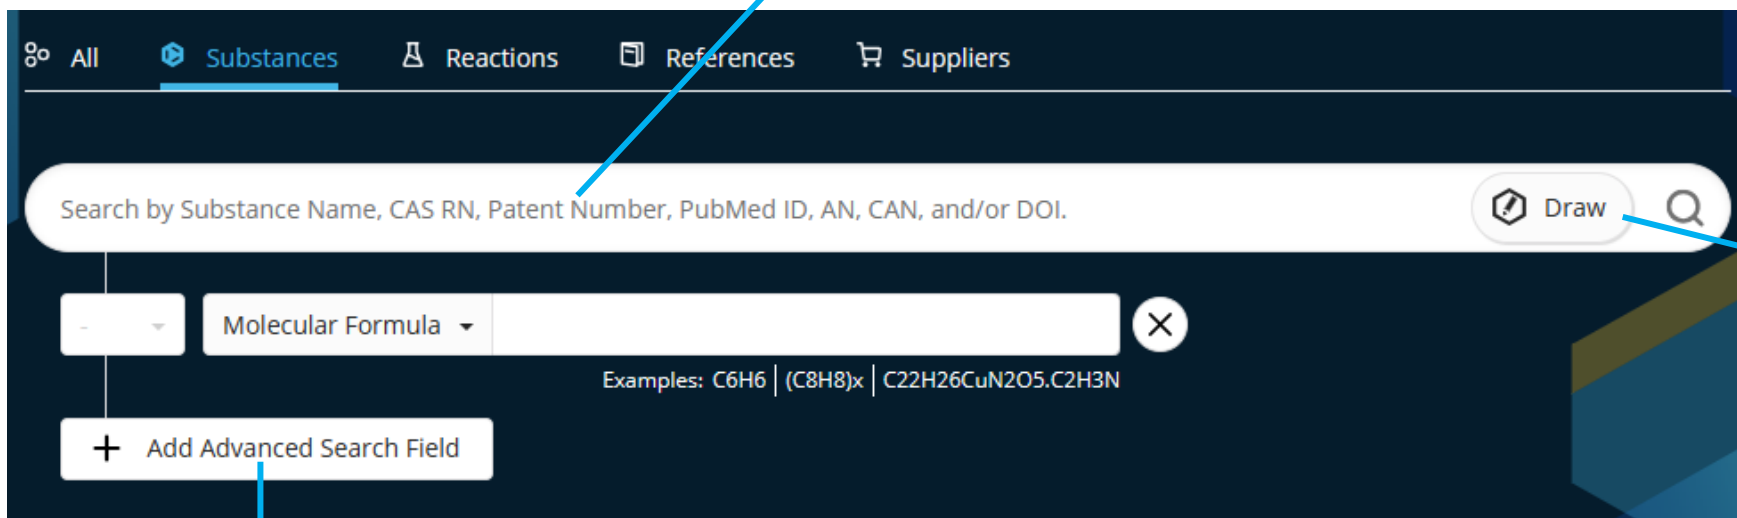 All Substances Reactions References Suppliers
Search by Substance Name, CAS RN, Patent Number, PubMed ID, AN, CAN, and/or DOI. Draw
- Molecular Formula
Examples: C6H6 | (C8H8)x | C22H26CuN2O5.C2H3N
+ Add Advanced Search Field